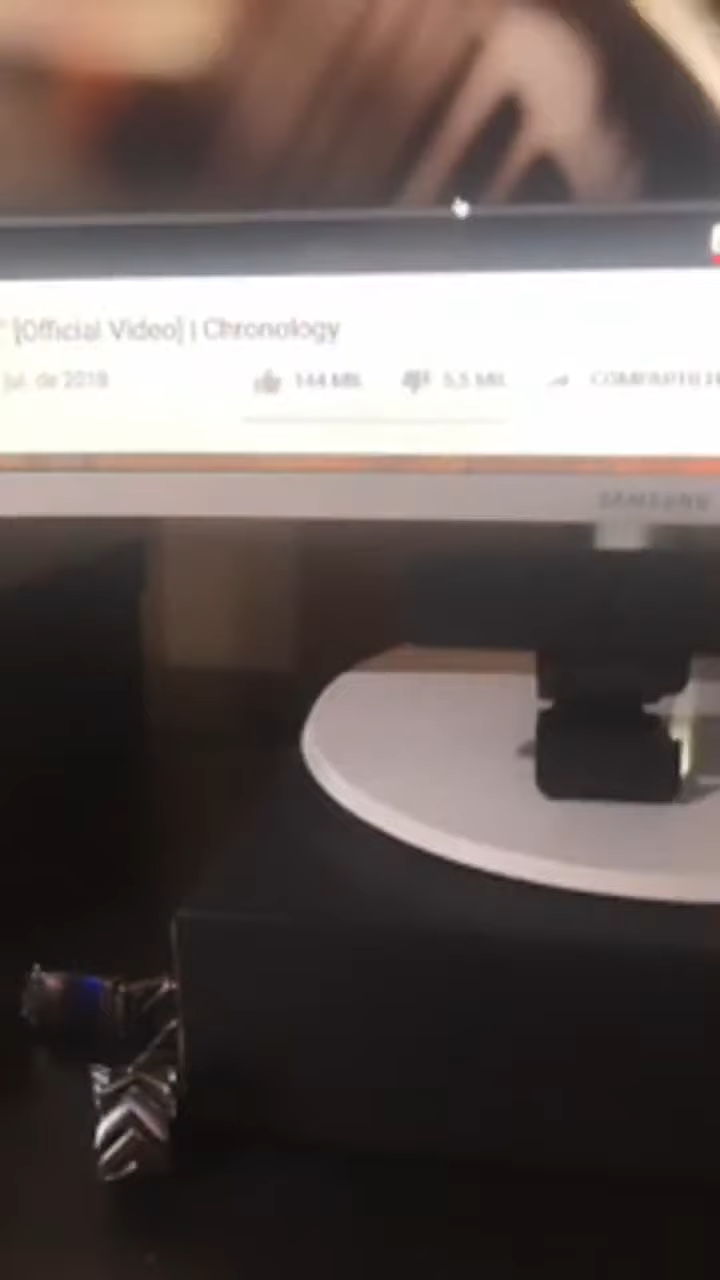 " [Official Video] | Chronology
jul. de 2018
144 MIL 5,5 MIL COMPARTIR
SAMSUNG